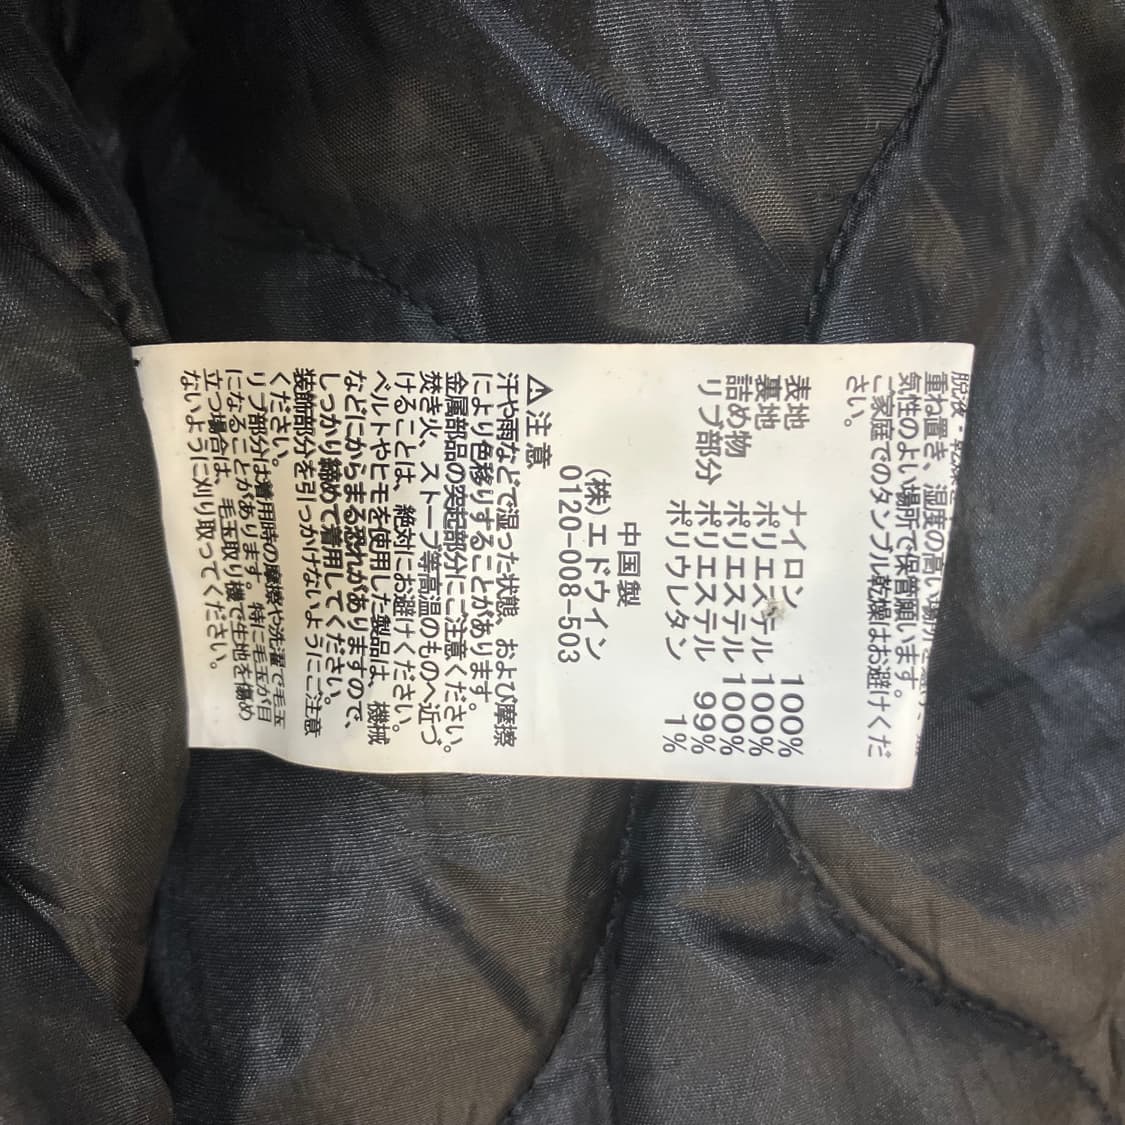 脱液・乾燥
重ね置き、湿度の高い場所
気性のよい場所で保管願います。
ご家庭でのタンブル乾燥はお避けくだ
さい。
表地 ナイロン 100%
裏地 ポリエステル 100%
詰め物 ポリエステル 100%
リブ部分 ポリエステル 99%
ポリウレタン 1%
中国製
(株)エドウイン
0120-008-503
⚠注意
汗や雨などで湿った状態、および摩擦
により色移りすることがあります。
金属部品の突起部分にご注意ください。
焚き火、ストーブ等高温のものへ近づ
けることは、絶対にお避けください。
ベルトやヒモを使用した製品は、機械
などにからまる恐れがありますので、
しっかり締めて着用してください。
装飾部分を引っかけないようにご注意
ください。
リブ部分は着用時の摩擦や洗濯で毛玉
になることがあります。特に毛玉が目
立つ場合は、毛玉取り機で生地を傷め
ないように刈り取ってください。